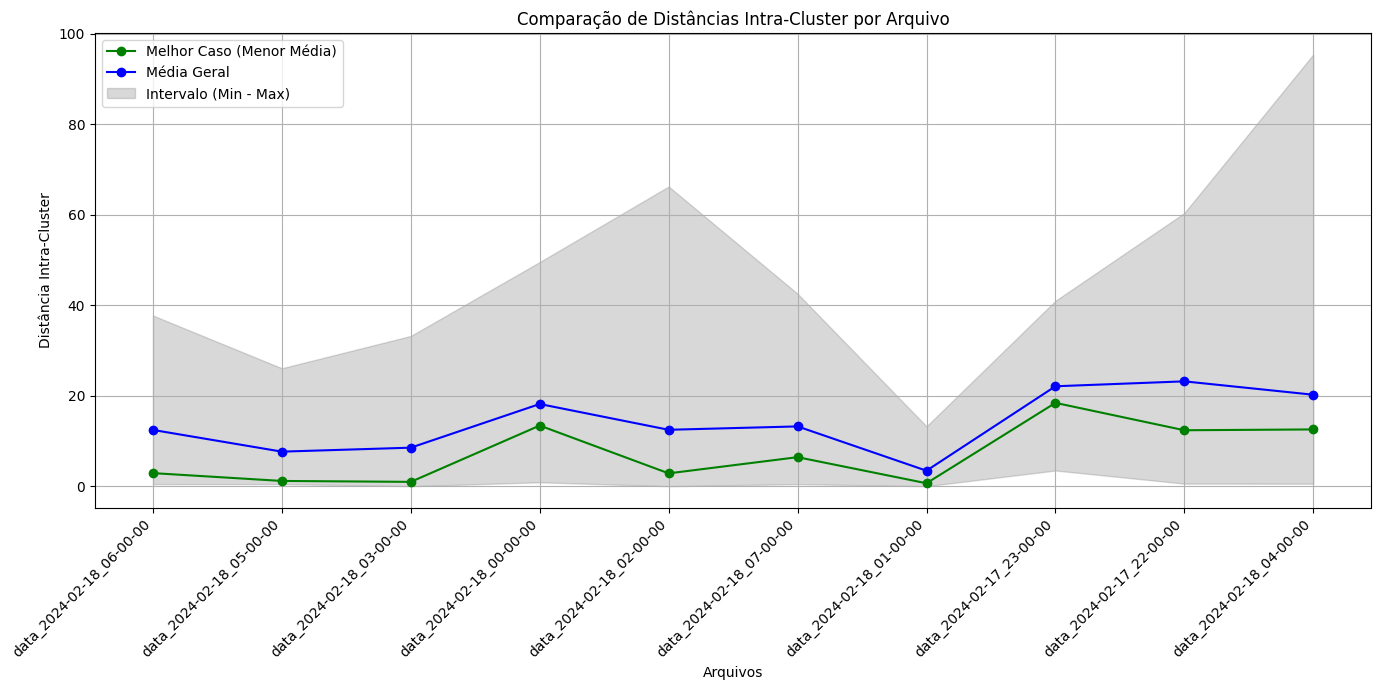 Comparação de Distâncias Intra-Cluster por Arquivo
Melhor Caso (Menor Média)
Média Geral
Intervalo (Min - Max)
Distância Intra-Cluster
100
80
60
40
20
0
data_2024-02-18_06-00-00
data_2024-02-18_05-00-00
data_2024-02-18_03-00-00
data_2024-02-18_00-00-00
data_2024-02-18_02-00-00
data_2024-02-18_07-00-00
data_2024-02-18_01-00-00
data_2024-02-17_23-00-00
data_2024-02-17_22-00-00
data_2024-02-18_04-00-00
Arquivos